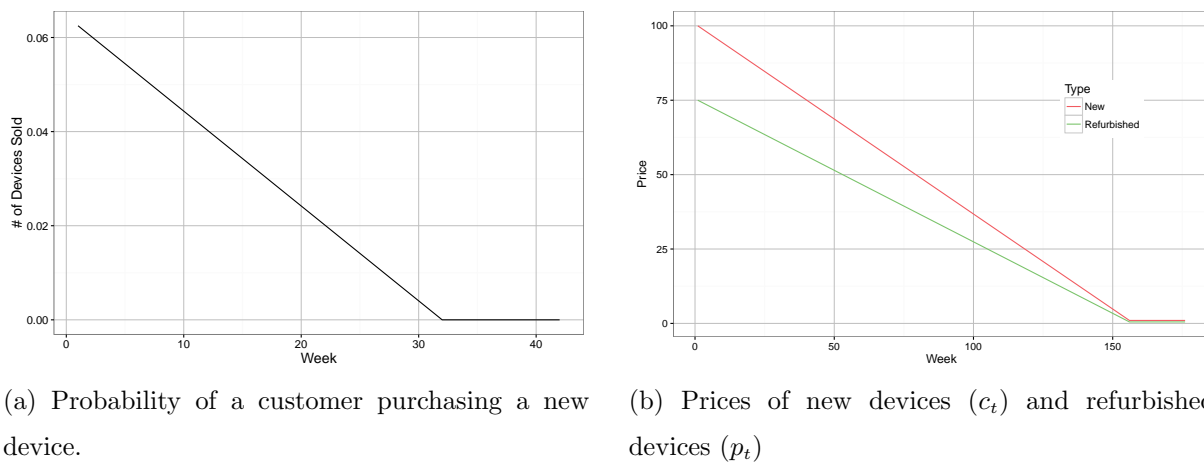 0.06
0.04
0.02
0.00
# of Devices Sold
0
10
20
30
40
Week
(a) Probability of a customer purchasing a new
device.
100
75
50
25
0
Price
0
50
100
150
Week
Type
New
Refurbished
(b) Prices of new devices (cₜ) and refurbished
devices (pₜ)